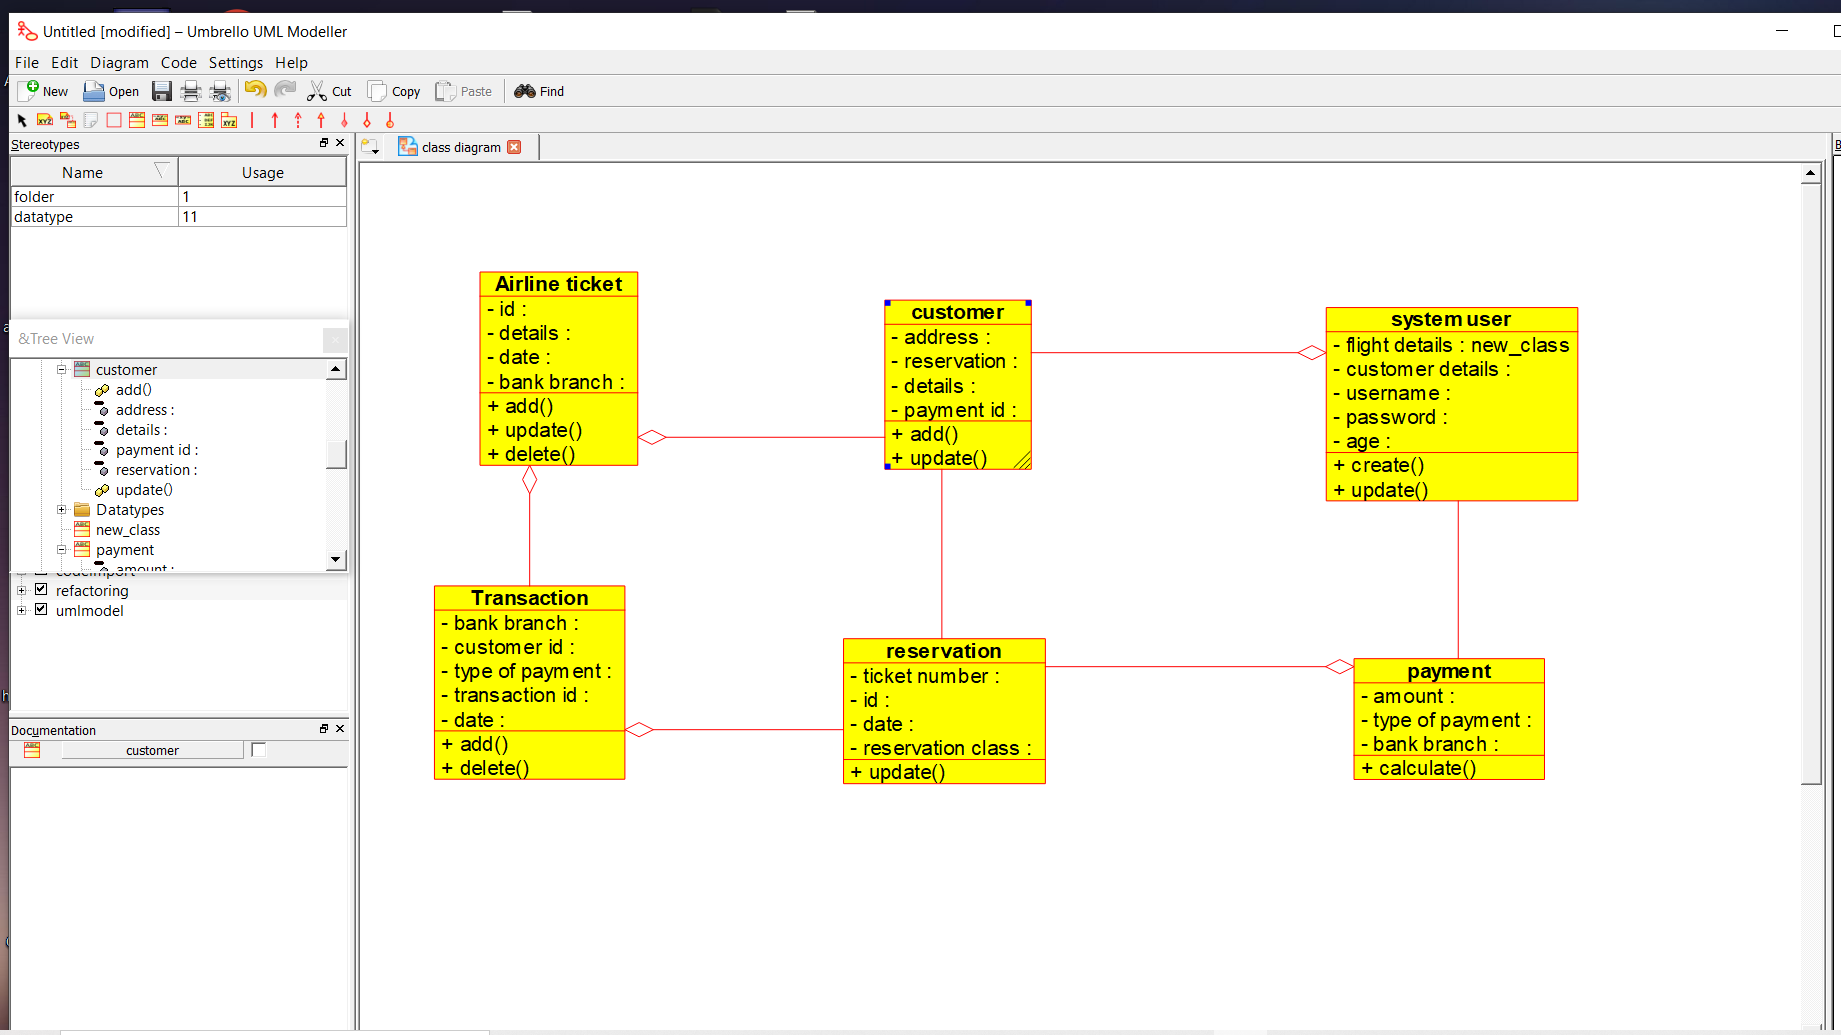 Untitled [modified] – Umbrello UML Modeller
File Edit Diagram Code Settings Help
New Open Cut Copy Paste Find
Stereotypes
class diagram
Name Usage
folder 1
datatype 11
&Tree View
customer
add()
address :
details :
payment id :
reservation :
update()
Datatypes
new_class
payment
amount :
codeimport
refactoring
umlmodel
Documentation
customer
Airline ticket
- id :
- details :
- date :
- bank branch :
+ add()
+ update()
+ delete()
customer
- address :
- reservation :
- details :
- payment id :
+ add()
+ update()
system user
- flight details : new_class
- customer details :
- username :
- password :
- age :
+ create()
+ update()
Transaction
- bank branch :
- customer id :
- type of payment :
- transaction id :
- date :
+ add()
+ delete()
reservation
- ticket number :
- id :
- date :
- reservation class :
+ update()
payment
- amount :
- type of payment :
- bank branch :
+ calculate()